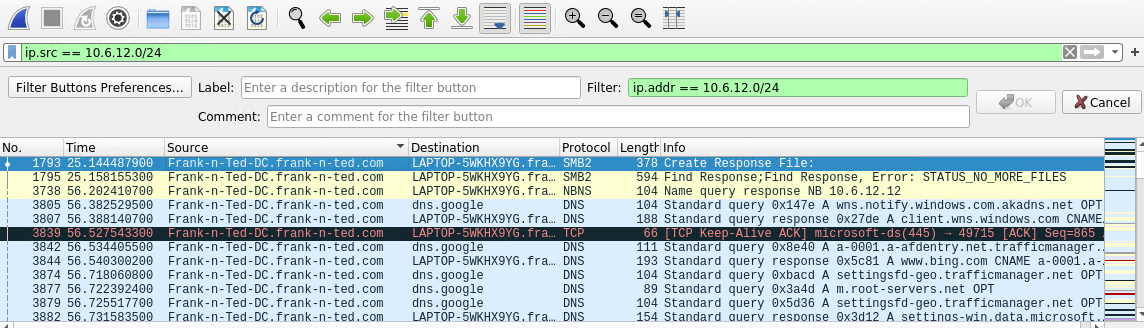 ip.src == 10.6.12.0/24
Filter Buttons Preferences... Label: Enter a description for the filter button Filter: ip.addr == 10.6.12.0/24 OK Cancel
Comment: Enter a comment for the filter button
No. Time Source Destination Protocol Length Info
1793 25.144487900 Frank-n-Ted-DC.frank-n-ted.com LAPTOP-5WKHX9YG.fra… SMB2 378 Create Response File:
1795 25.158155300 Frank-n-Ted-DC.frank-n-ted.com LAPTOP-5WKHX9YG.fra… SMB2 594 Find Response;Find Response, Error: STATUS_NO_MORE_FILES
3738 56.202410700 Frank-n-Ted-DC.frank-n-ted.com LAPTOP-5WKHX9YG.fra… NBNS 104 Name query response NB 10.6.12.12
3805 56.382529500 Frank-n-Ted-DC.frank-n-ted.com dns.google DNS 104 Standard query 0x147e A wns.notify.windows.com.akadns.net OPT
3807 56.388140700 Frank-n-Ted-DC.frank-n-ted.com LAPTOP-5WKHX9YG.fra… DNS 188 Standard query response 0x27de A client.wns.windows.com CNAME…
3839 56.527543300 Frank-n-Ted-DC.frank-n-ted.com LAPTOP-5WKHX9YG.fra… TCP 66 [TCP Keep-Alive ACK] microsoft-ds(445) → 49715 [ACK] Seq=865 …
3842 56.534405500 Frank-n-Ted-DC.frank-n-ted.com dns.google DNS 111 Standard query 0x8e40 A a-0001.a-afdentry.net.trafficmanager…
3844 56.540300200 Frank-n-Ted-DC.frank-n-ted.com LAPTOP-5WKHX9YG.fra… DNS 193 Standard query response 0x5c81 A www.bing.com CNAME a-0001.a-…
3874 56.718060800 Frank-n-Ted-DC.frank-n-ted.com dns.google DNS 104 Standard query 0xbacd A settingsfd-geo.trafficmanager.net OPT
3877 56.722392400 Frank-n-Ted-DC.frank-n-ted.com dns.google DNS 89 Standard query 0x3a4d A m.root-servers.net OPT
3879 56.725517700 Frank-n-Ted-DC.frank-n-ted.com dns.google DNS 104 Standard query 0x5d36 A settingsfd-geo.trafficmanager.net OPT
3882 56.731583500 Frank-n-Ted-DC.frank-n-ted.com LAPTOP-5WKHX9YG.fra… DNS 154 Standard query response 0x3d12 A settings-win.data.microsoft.…